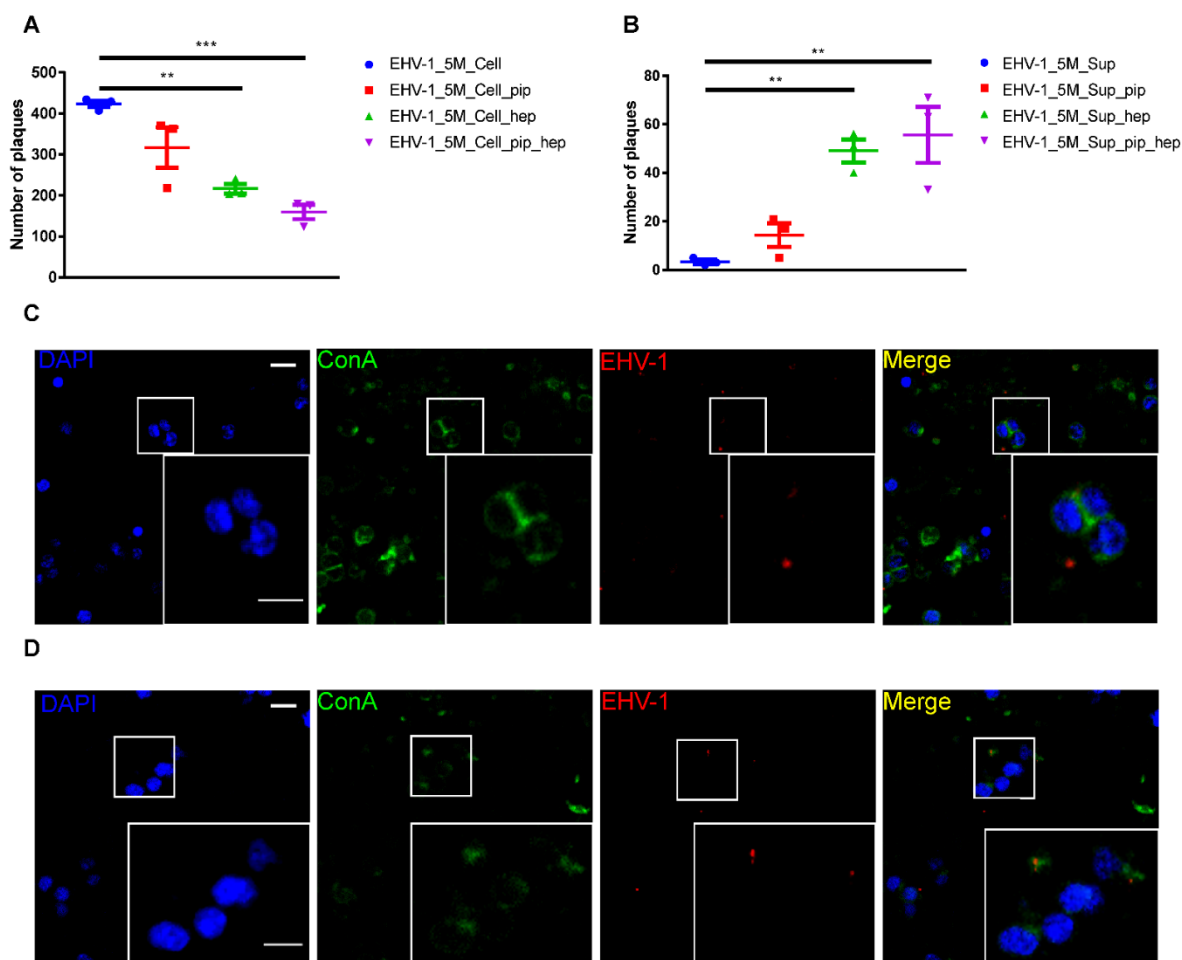 A
***
**
500
400
300
200
100
0
Number of plaques
EHV-1_5M_Cell
EHV-1_5M_Cell_pip
EHV-1_5M_Cell_hep
EHV-1_5M_Cell_pip_hep
B
**
**
80
60
40
20
0
Number of plaques
EHV-1_5M_Sup
EHV-1_5M_Sup_pip
EHV-1_5M_Sup_hep
EHV-1_5M_Sup_pip_hep
C
DAPI
ConA
EHV-1
Merge
D
DAPI
ConA
EHV-1
Merge